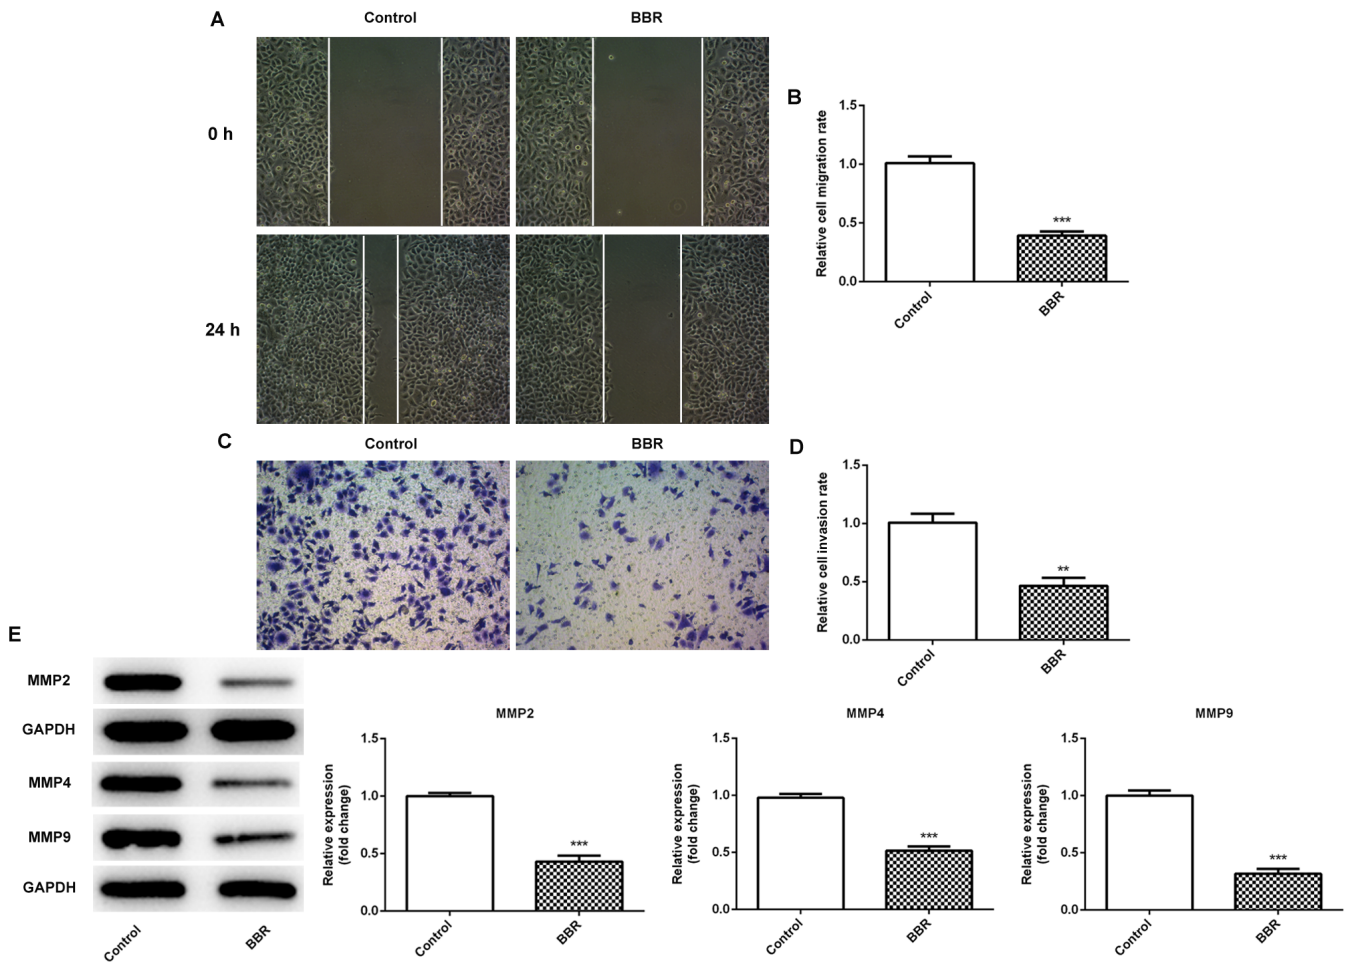 A
Control
BBR
0 h
24 h
B
Relative cell migration rate
1.5
1.0
0.5
0.0
***
Control
BBR
C
Control
BBR
D
Relative cell invasion rate
1.5
1.0
0.5
0.0
**
Control
BBR
E
MMP2
GAPDH
MMP4
MMP9
GAPDH
Control
BBR
MMP2
Relative expression
(fold change)
1.5
1.0
0.5
0.0
***
Control
BBR
MMP4
Relative expression
(fold change)
1.5
1.0
0.5
0.0
***
Control
BBR
MMP9
Relative expression
(fold change)
1.5
1.0
0.5
0.0
***
Control
BBR